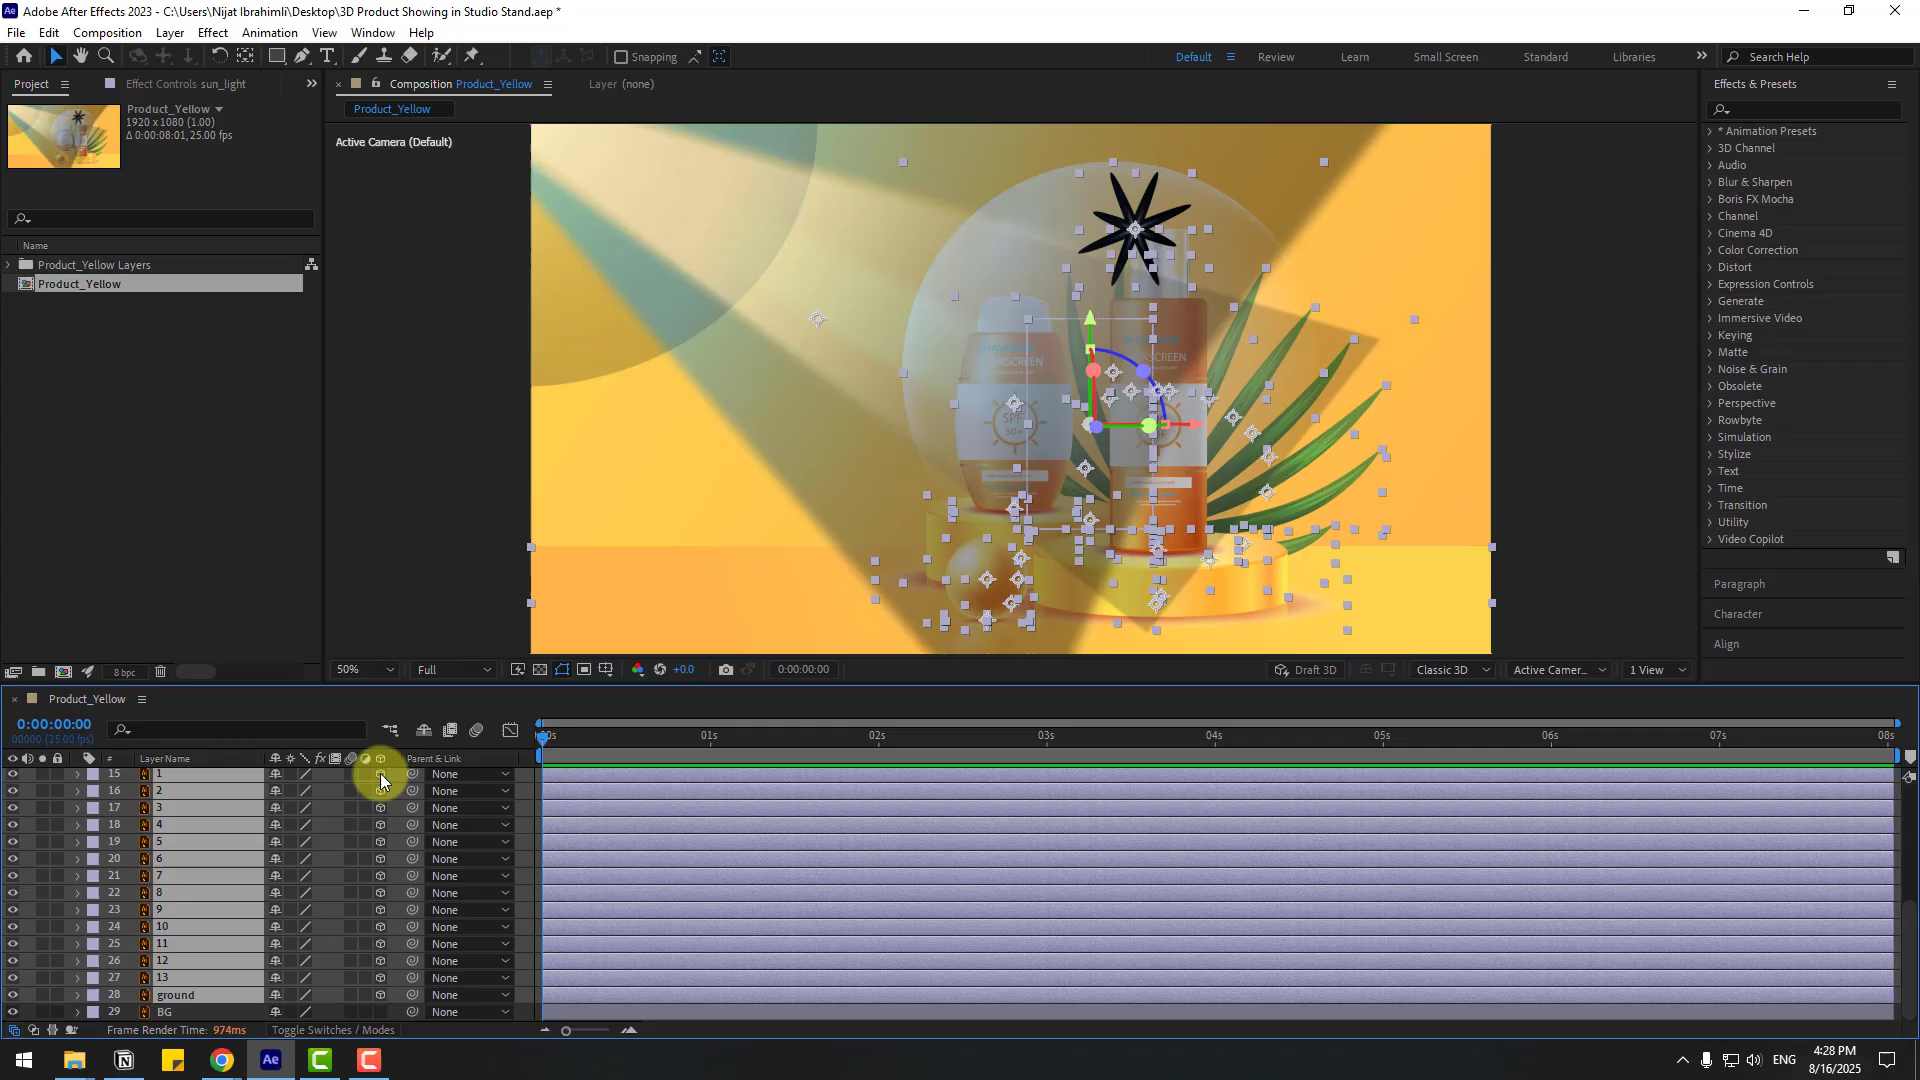 Adobe After Effects 2023 - C:\Users\Nijat Ibrahimli\Desktop\3D Product Showing in Studio Stand.aep *
File Edit Composition Layer Effect Animation View Window Help
Snapping
Default Review Learn Small Screen Standard Libraries
Search Help
Project
Effect Controls sun_light
Composition Product_Yellow
Layer (none)
Effects & Presets
Product_Yellow
1920 x 1080 (1.00)
Δ 0:00:08:01, 25.00 fps
Product_Yellow
Active Camera (Default)
Name
Product_Yellow Layers
Product_Yellow
SUNSCREEN
SPF
50+
* Animation Presets
3D Channel
Audio
Blur & Sharpen
Boris FX Mocha
Channel
Cinema 4D
Color Correction
Distort
Expression Controls
Generate
Immersive Video
Keying
Matte
Noise & Grain
Obsolete
Perspective
Rowbyte
Simulation
Stylize
Text
Time
Transition
Utility
Video Copilot
Paragraph
Character
Align
8 bpc
50% Full +0.0 0:00:00:00 Draft 3D Classic 3D Active Camer... 1 View
Product_Yellow
0:00:00:00
00000 (25.00 fps)
:00s 01s 02s 03s 04s 05s 06s 07s 08s
# Layer Name fx Parent & Link
15 1 None
16 2 None
17 3 None
18 4 None
19 5 None
20 6 None
21 7 None
22 8 None
23 9 None
24 10 None
25 11 None
26 12 None
27 13 None
28 ground None
29 BG None
Frame Render Time: 974ms Toggle Switches / Modes
ENG
4:28 PM
8/16/2025